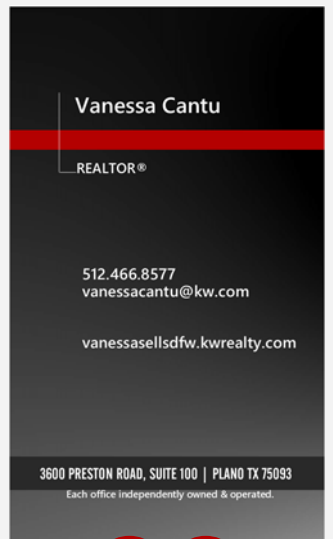 Vanessa Cantu
REALTOR®
512.466.8577
vanessacantu@kw.com
vanessasellsdfw.kwrealty.com
3600 PRESTON ROAD, SUITE 100 | PLANO TX 75093
Each office independently owned & operated.